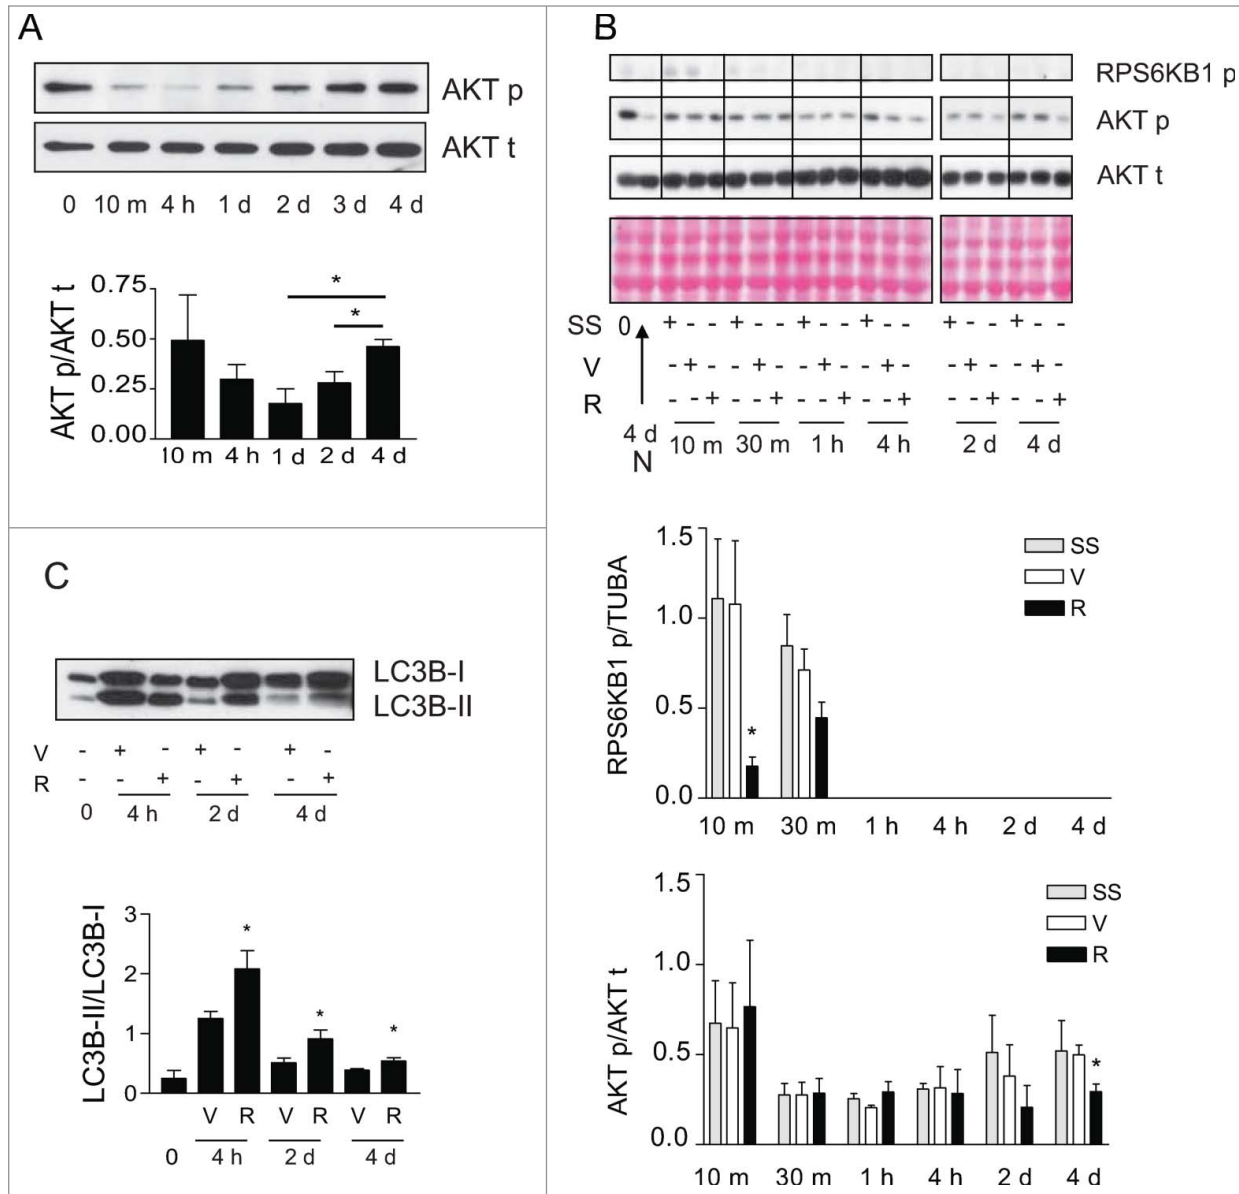 A
AKT p
AKT t
0 10 m 4 h 1 d 2 d 3 d 4 d
AKT p/AKT t
0.75
0.50
0.25
0.00
* 
*
10 m 4 h 1 d 2 d 4 d
B
RPS6KB1 p
AKT p
AKT t
SS 0 + - - + - - + - - + - - + - - + - -
V - + - - + - - + - - + - - + - - + -
R - - + - - + - - + - - + - - + - - +
4 d
N
10 m 30 m 1 h 4 h 2 d 4 d
RPS6KB1 p/TUBA
1.5
1.0
0.5
0.0
*
SS
V
R
10 m 30 m 1 h 4 h 2 d 4 d
AKT p/AKT t
1.5
1.0
0.5
0.0
*
SS
V
R
10 m 30 m 1 h 4 h 2 d 4 d
C
LC3B-I
LC3B-II
V - + - + - + -
R - - + - + - +
0 4 h 2 d 4 d
LC3B-II/LC3B-I
3
2
1
0
* * *
V R V R V R
0 4 h 2 d 4 d